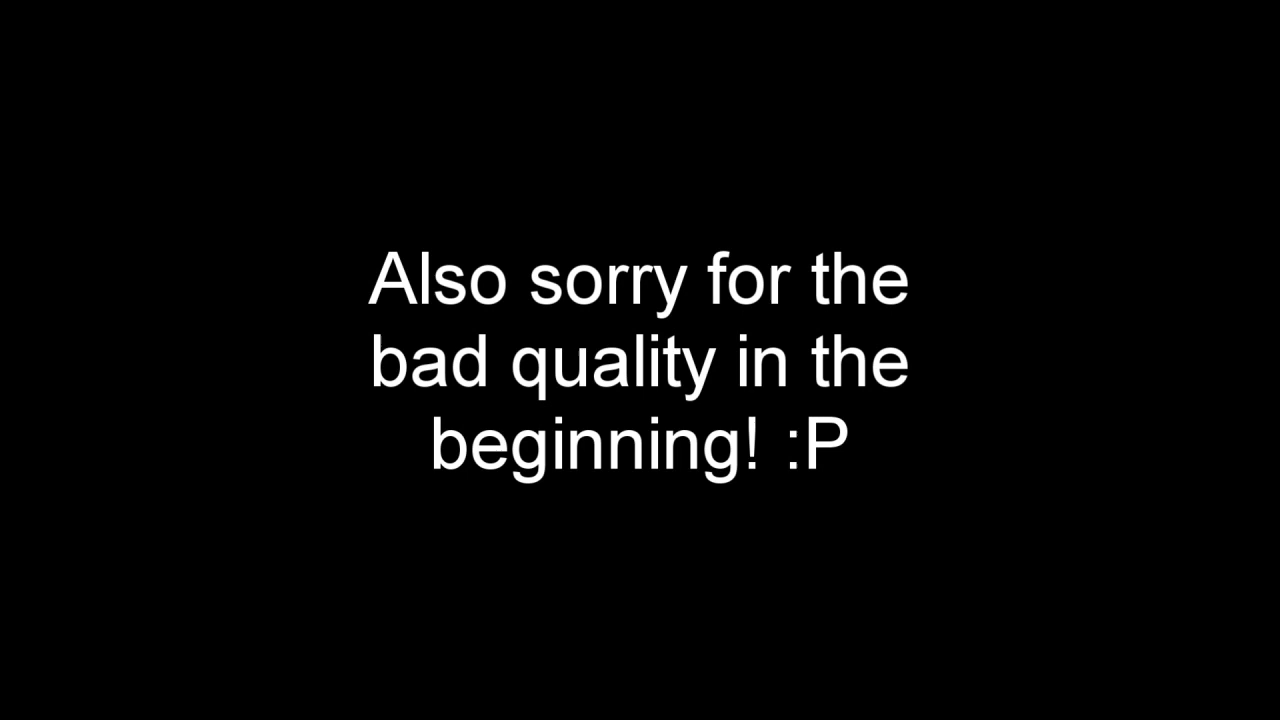 Also sorry for the
bad quality in the
beginning! :P